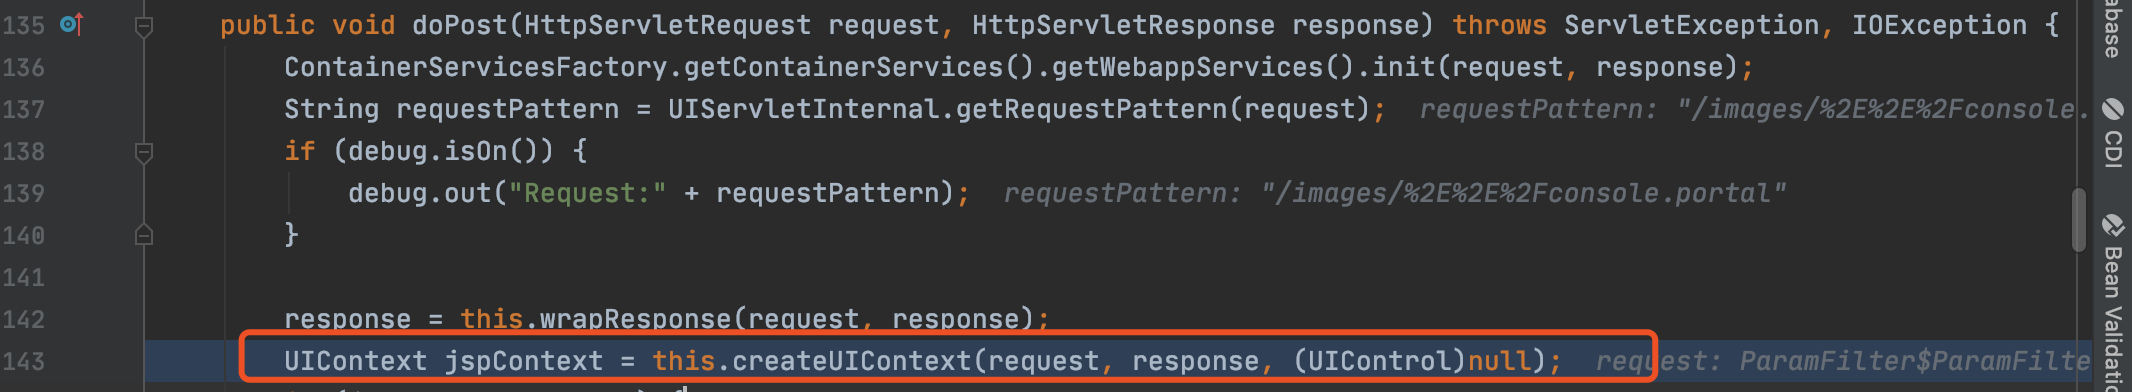 135 public void doPost(HttpServletRequest request, HttpServletResponse response) throws ServletException, IOException {
136 ContainerServicesFactory.getContainerServices().getWebappServices().init(request, response);
137 String requestPattern = UIServletInternal.getRequestPattern(request); requestPattern: "/images/%2E%2E%2Fconsole.
138 if (debug.isOn()) {
139 debug.out("Request:" + requestPattern); requestPattern: "/images/%2E%2E%2Fconsole.portal"
140 }
141
142 response = this.wrapResponse(request, response);
143 UIContext jspContext = this.createUIContext(request, response, (UIControl)null); request: ParamFilter$ParamFilte
abase
CDI
Bean Validatio